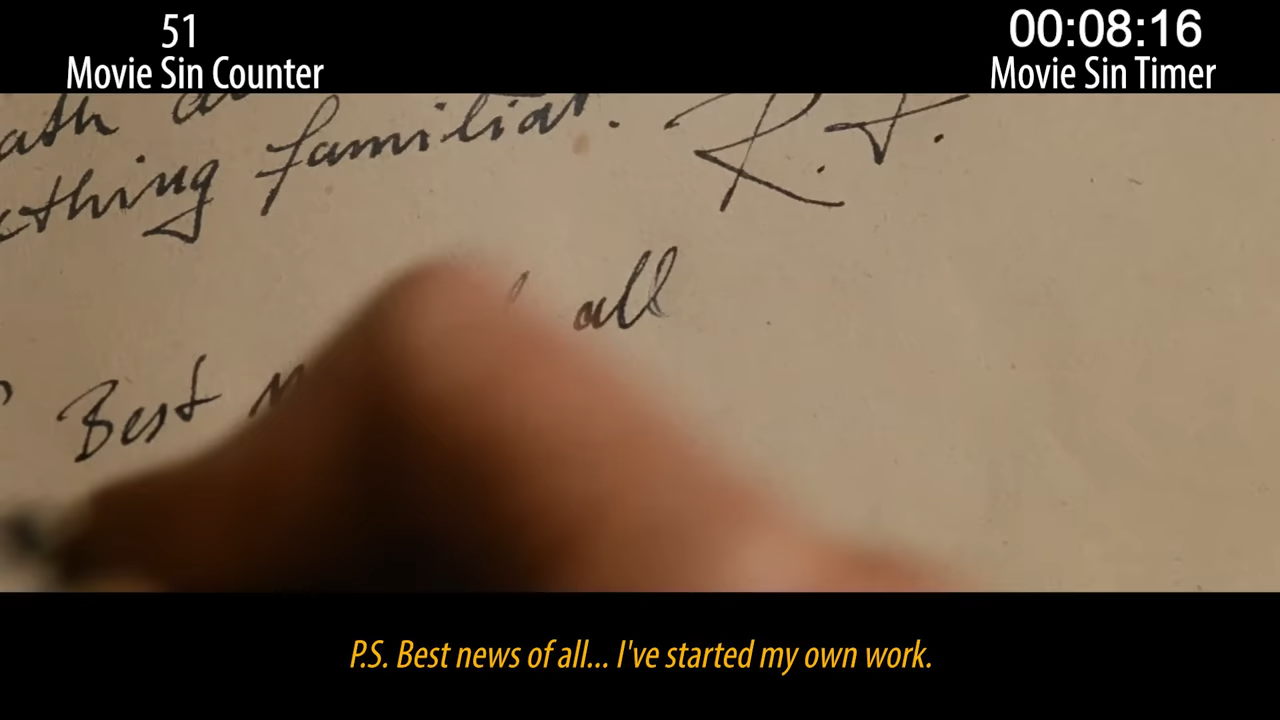 51
Movie Sin Counter
00:08:16
Movie Sin Timer
familiar. R. F.
Best
all
P.S. Best news of all... I've started my own work.